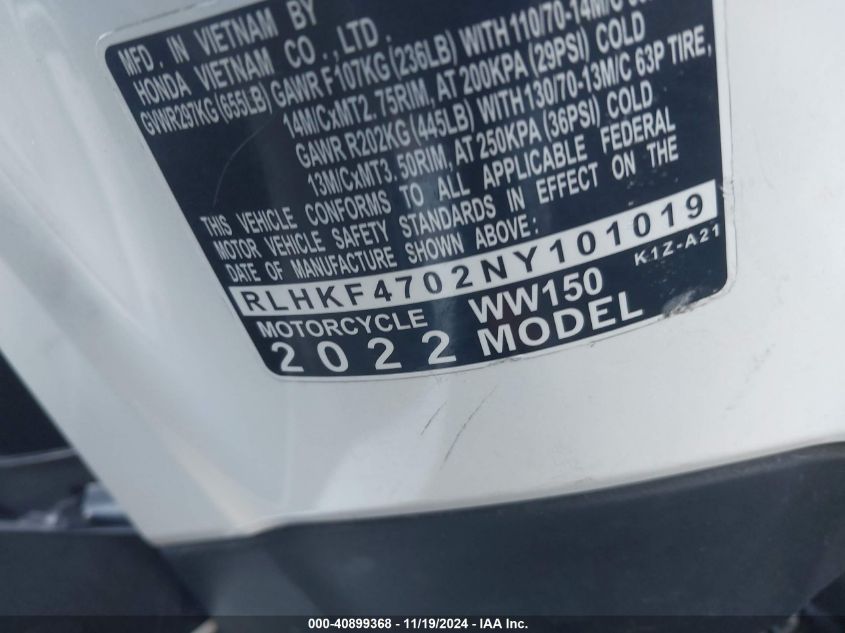 MFD. IN VIETNAM BY
HONDA VIETNAM CO., LTD.
GVWR297KG (655LB) GAWR F107KG (236LB) WITH 110/70-14M/C
14M/CxMT2.75RIM, AT 200KPA (29PSI) COLD
GAWR R202KG (445LB) WITH 130/70-13M/C 63P TIRE,
13M/CxMT3.50RIM, AT 250KPA (36PSI) COLD
THIS VEHICLE CONFORMS TO ALL APPLICABLE FEDERAL
MOTOR VEHICLE SAFETY STANDARDS IN EFFECT ON THE
DATE OF MANUFACTURE SHOWN ABOVE:
RLHKF4702NY101019
MOTORCYCLE WW150 K1Z-A21
2022 MODEL
000-40899368 - 11/19/2024 - IAA Inc.